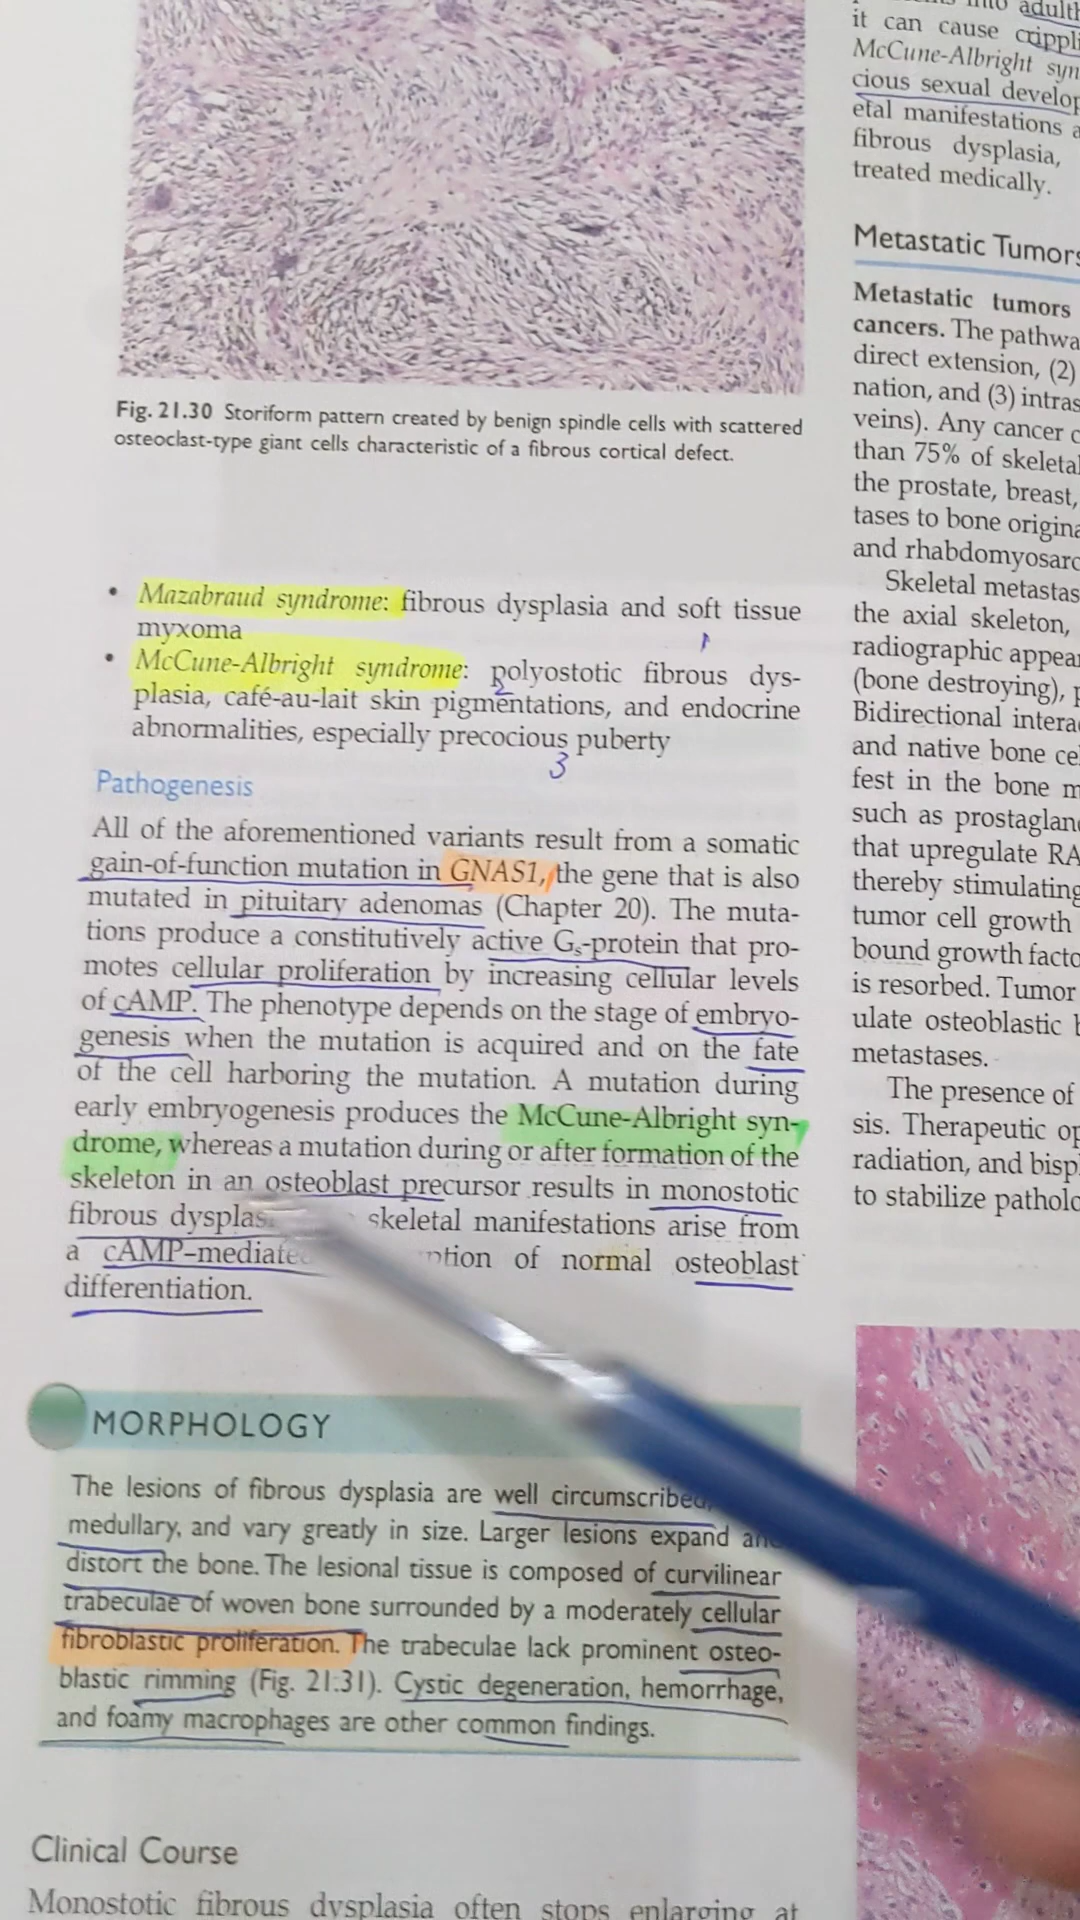 Fig. 21.30 Storiform pattern created by benign spindle cells with scattered
osteoclast-type giant cells characteristic of a fibrous cortical defect.
• Mazabraud syndrome: fibrous dysplasia and soft tissue
myxoma
1
• McCune-Albright syndrome: polyostotic fibrous dys-
2
plasia, café-au-lait skin pigmentations, and endocrine
abnormalities, especially precocious puberty
3
Pathogenesis
All of the aforementioned variants result from a somatic
gain-of-function mutation in GNAS1, the gene that is also
mutated in pituitary adenomas (Chapter 20). The muta-
tions produce a constitutively active Gs-protein that pro-
motes cellular proliferation by increasing cellular levels
of cAMP. The phenotype depends on the stage of embryo-
genesis when the mutation is acquired and on the fate
of the cell harboring the mutation. A mutation during
early embryogenesis produces the McCune-Albright syn-
drome, whereas a mutation during or after formation of the
skeleton in an osteoblast precursor results in monostotic
fibrous skeletal manifestations arise from
a of normal osteoblast
differentiation.
MORPHOLOGY
The lesions of fibrous dysplasia are well circumscribed,
medullary, and vary greatly in size. Larger lesions expand and
distort the bone. The lesional tissue is composed of curvilinear
trabeculae of woven bone surrounded by a moderately cellular
fibroblastic proliferation. The trabeculae lack prominent osteo-
blastic rimming (Fig. 21.31). Cystic degeneration, hemorrhage,
and foamy macrophages are other common findings.
Clinical Course
Monostotic fibrous dysplasia often stops enlarging at
into
it can cause
McCune-Albright
cious sexual
etal manifestations
fibrous dysplasia,
treated medically.
Metastatic Tumors
Metastatic tumors
cancers. The
direct extension, (2)
nation, and (3)
veins). Any cancer
than 75% of
the prostate, breast,
tases to bone
and
Skeletal
the axial skeleton,
radiographic
(bone destroying),
Bidirectional
and native bone
fest in the bone
such as
that upregulate
thereby stimulating
tumor cell growth
bound growth
is resorbed. Tumor
ulate osteoblastic
metastases.
The presence of
sis. Therapeutic
radiation, and
to stabilize